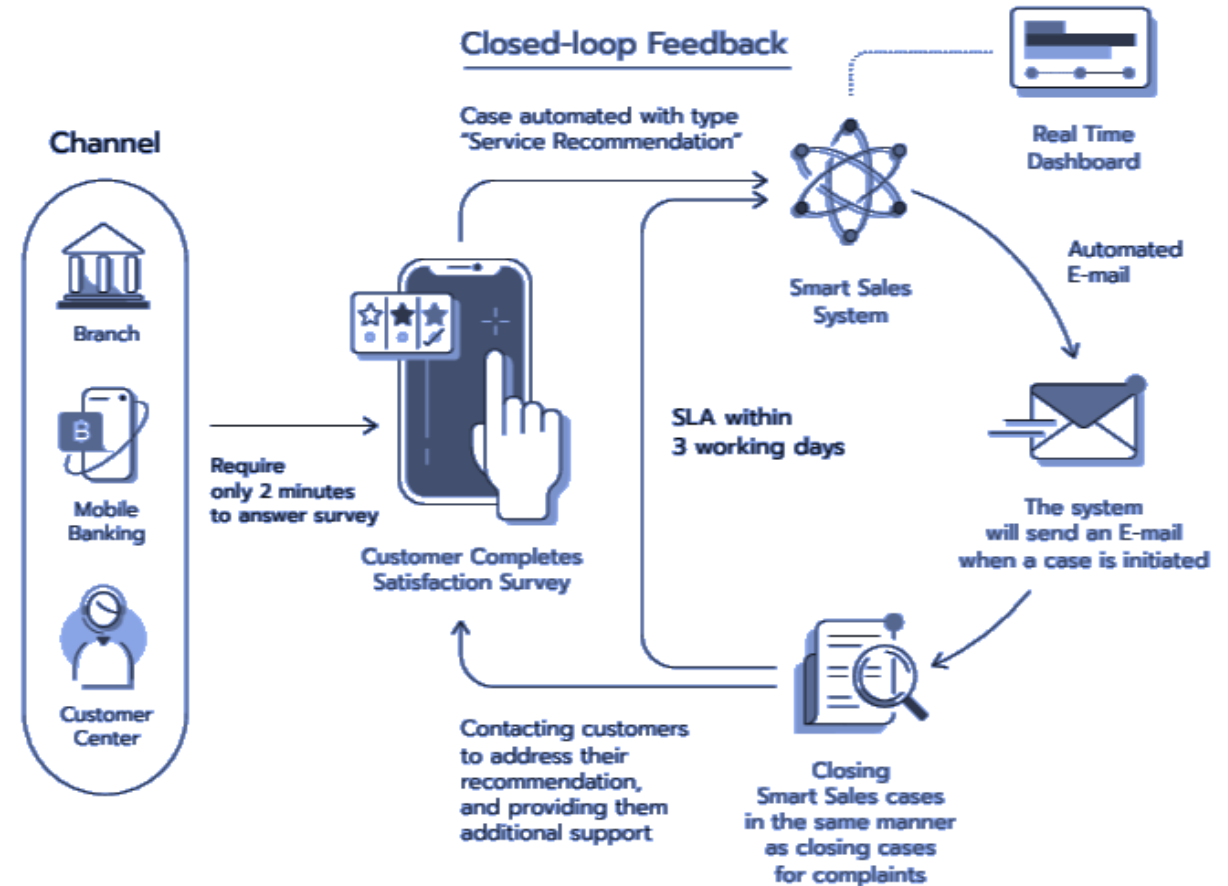 Closed-loop Feedback
Channel
Branch
Mobile
Banking
Customer
Center
Require
only 2 minutes
to answer survey
Case automated with type
“Service Recommendation”
Customer Completes
Satisfaction Survey
Smart Sales
System
Real Time
Dashboard
Automated
E-mail
SLA within
3 working days
The system
will send an E-mail
when a case is initiated
Contacting customers
to address their
recommendation,
and providing them
additional support
Closing
Smart Sales cases
in the same manner
as closing cases
for complaints